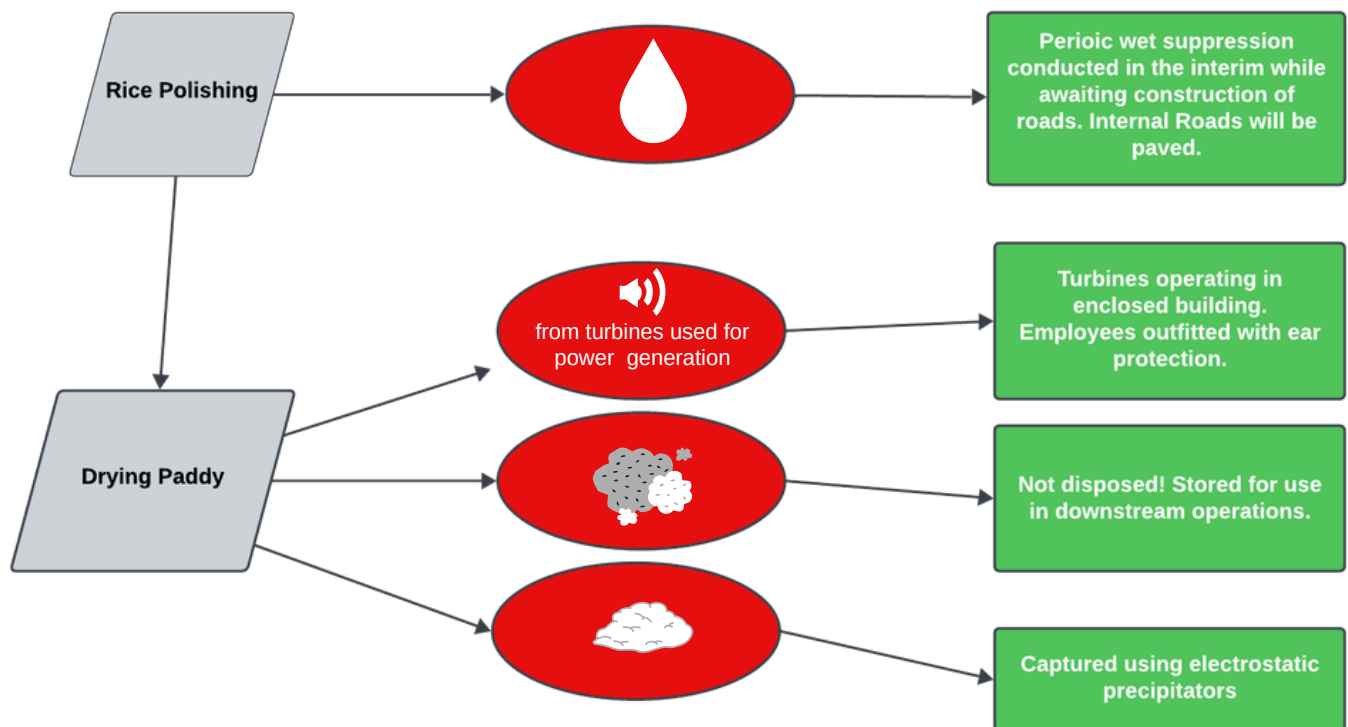 Rice Polishing
Perioic wet suppression
conducted in the interim while
awaiting construction of
roads. Internal Roads will be
paved.
from turbines used for
power generation
Turbines operating in
enclosed building.
Employees outfitted with ear
protection.
Drying Paddy
Not disposed! Stored for use
in downstream operations.
Captured using electrostatic
precipitators